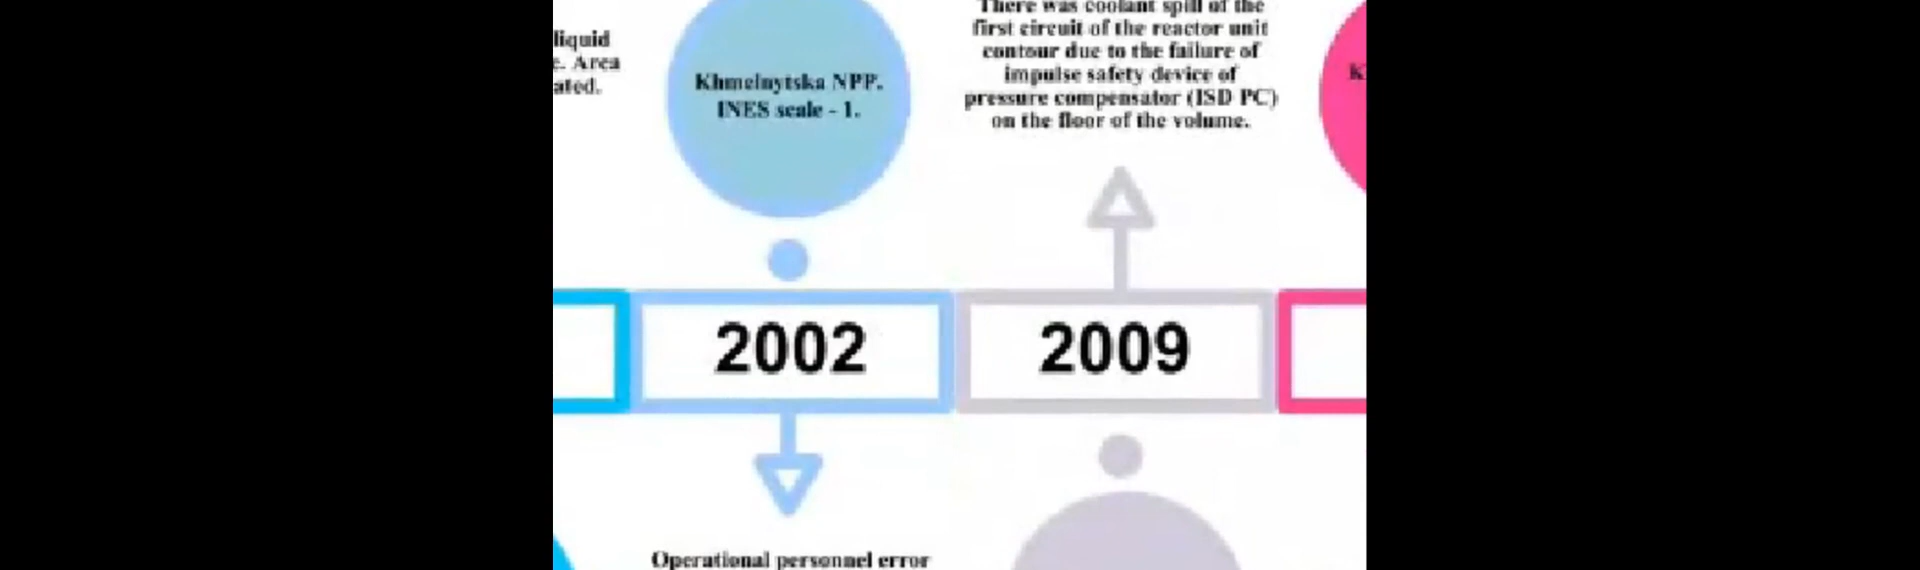 liquid
. Area
ated.
Khmelnytska NPP.
INES scale - 1.
There was coolant spill of the
first circuit of the reactor unit
contour due to the failure of
impulse safety device of
pressure compensator (ISD PC)
on the floor of the volume.
K
2002
2009
Operational personnel error